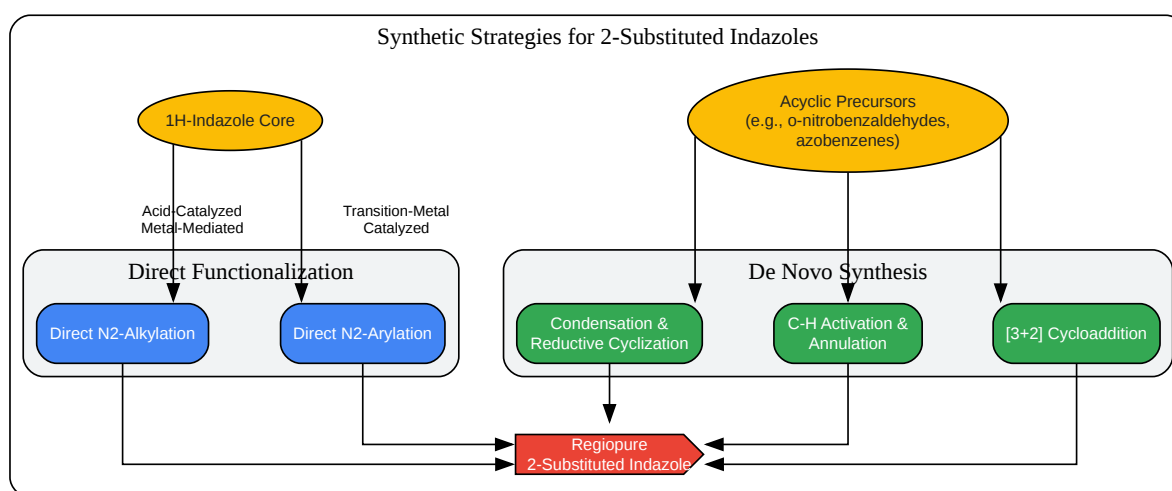 Synthetic Strategies for 2-Substituted Indazoles
1H-Indazole Core
Acyclic Precursors
(e.g., o-nitrobenzaldehydes,
azobenzenes)
Acid-Catalyzed
Metal-Mediated
Transition-Metal
Catalyzed
Direct Functionalization
De Novo Synthesis
Direct N2-Alkylation
Direct N2-Arylation
Condensation &
Reductive Cyclization
C-H Activation &
Annulation
[3+2] Cycloaddition
Regiopure
2-Substituted Indazole